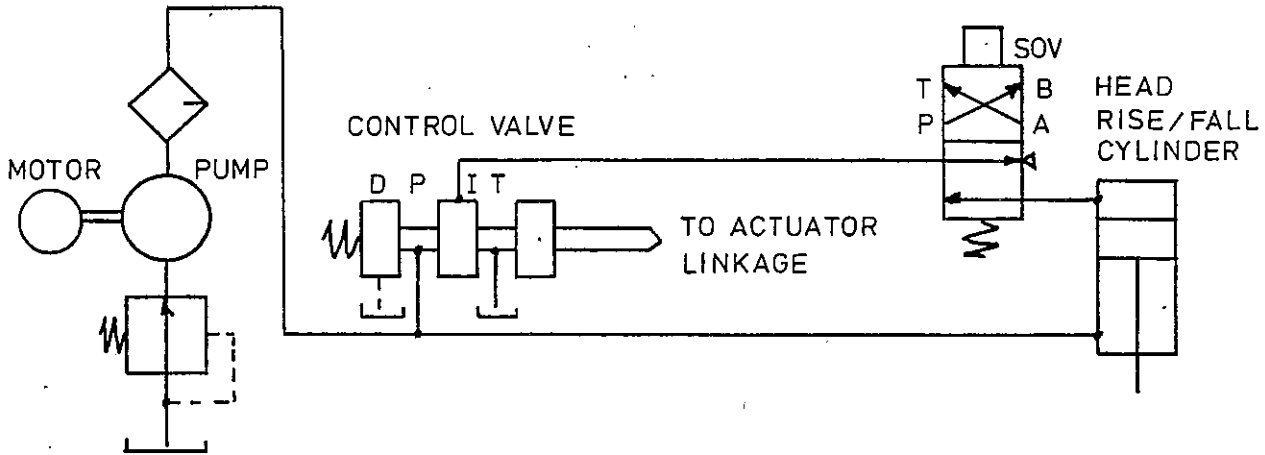 MOTOR
PUMP
CONTROL VALVE
D P I T
TO ACTUATOR
LINKAGE
SOV
T B
P A
HEAD
RISE/FALL
CYLINDER